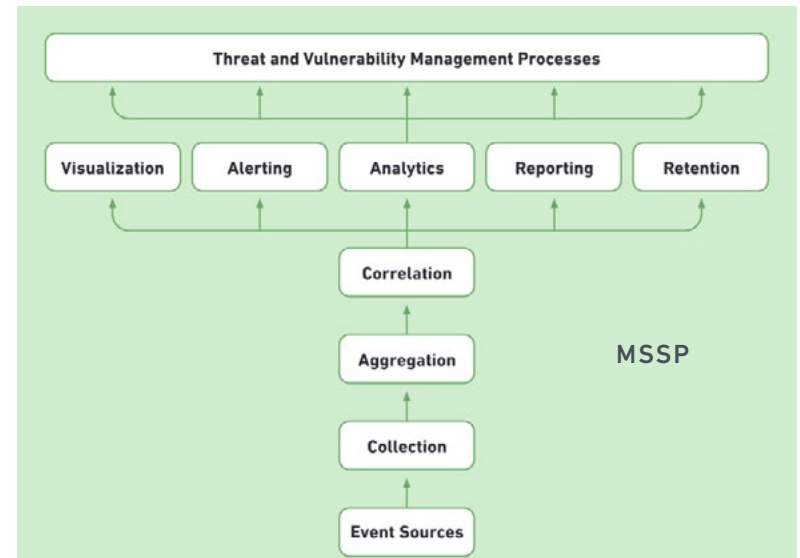 Threat and Vulnerability Management Processes
Visualization
Alerting
Analytics
Reporting
Retention
Correlation
Aggregation
MSSP
Collection
Event Sources